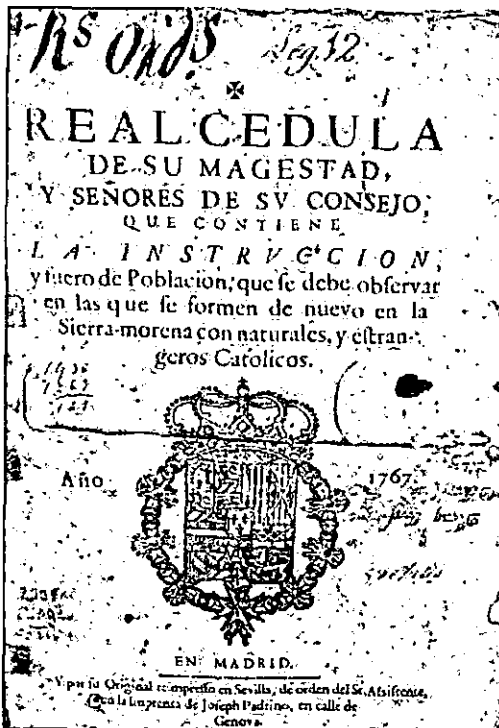 Rs Ords Leg 32
REAL CEDULA
DE SU MAGESTAD,
Y SEÑORES DE SV CONSEJO,
QUE CONTIENE
LA INSTRVCCION,
y fuero de Poblacion, que se debe observar
en las que se formen de nuevo en la
Sierra-morena con naturales, y estran-
geros Catolicos.
Año 1767.
EN MADRID.
Y por su Original reimpresso en Sevilla, de orden del Sr. Assistente,
en la Imprenta de Joseph Padrino, en calle de
Genova.